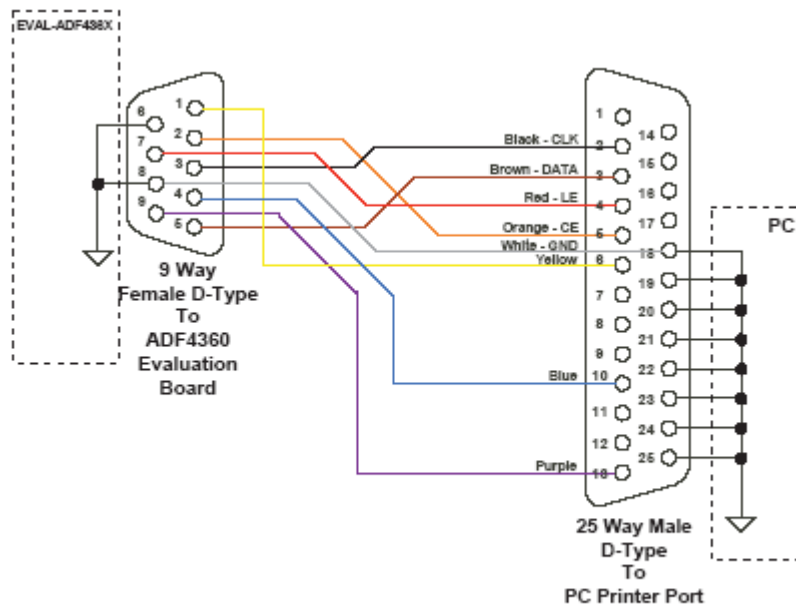 EVAL-ADF436X
1
6
2
7
3
8
4
9
5
9 Way
Female D-Type
To
ADF4360
Evaluation
Board
Black - CLK
Brown - DATA
Red - LE
Orange - CE
White - GND
Yellow
Blue
Purple
1
14
2
15
3
16
4
17
5
18
6
19
7
20
8
21
9
22
10
23
11
24
12
25
13
25 Way Male
D-Type
To
PC Printer Port
PC